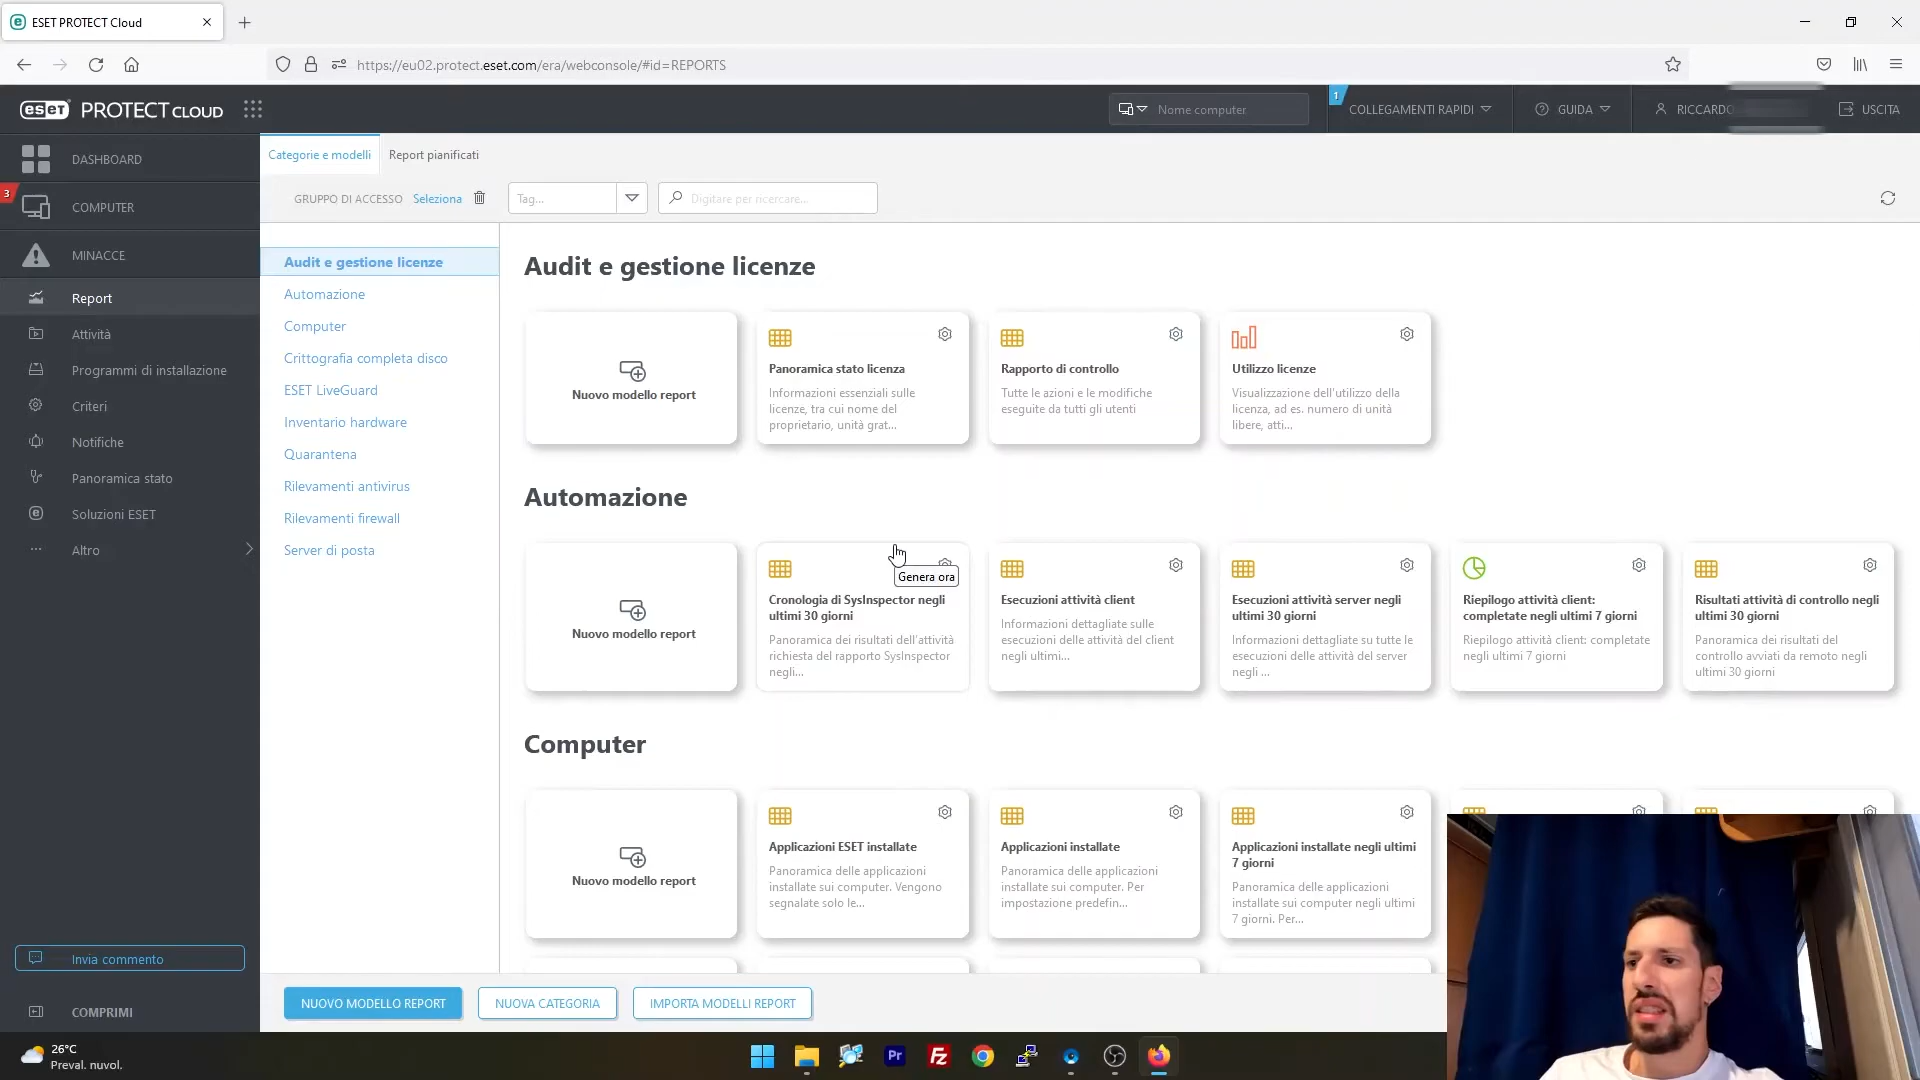 ESET PROTECT Cloud
https://eu02.protect.eset.com/era/webconsole/#id=REPORTS
eset PROTECT CLOUD
Nome computer
1
COLLEGAMENTI RAPIDI
GUIDA
RICCARDO
USCITA
DASHBOARD
3
COMPUTER
MINACCE
Report
Attività
Programmi di installazione
Criteri
Notifiche
Panoramica stato
Soluzioni ESET
Altro
Invia commento
COMPRIMI
Categorie e modelli
Report pianificati
GRUPPO DI ACCESSO
Seleziona
Tag...
Digitare per ricercare...
Audit e gestione licenze
Automazione
Computer
Crittografia completa disco
ESET LiveGuard
Inventario hardware
Quarantena
Rilevamenti antivirus
Rilevamenti firewall
Server di posta
Audit e gestione licenze
Nuovo modello report
Panoramica stato licenza
Informazioni essenziali sulle
licenze, tra cui nome del
proprietario, unità grat...
Rapporto di controllo
Tutte le azioni e le modifiche
eseguite da tutti gli utenti
Utilizzo licenze
Visualizzazione dell'utilizzo della
licenza, ad es. numero di unità
libere, atti...
Automazione
Nuovo modello report
Genera ora
Cronologia di SysInspector negli
ultimi 30 giorni
Panoramica dei risultati dell'attività
richiesta del rapporto SysInspector
negli...
Esecuzioni attività client
Informazioni dettagliate sulle
esecuzioni delle attività del client
negli ultimi...
Esecuzioni attività server negli
ultimi 30 giorni
Informazioni dettagliate su tutte le
esecuzioni delle attività del server
negli ...
Riepilogo attività client:
completate negli ultimi 7 giorni
Riepilogo attività client: completate
negli ultimi 7 giorni
Risultati attività di controllo negli
ultimi 30 giorni
Panoramica dei risultati del
controllo avviati da remoto negli
ultimi 30 giorni
Computer
Nuovo modello report
Applicazioni ESET installate
Panoramica delle applicazioni
installate sui computer. Vengono
segnalate solo le...
Applicazioni installate
Panoramica delle applicazioni
installate sui computer. Per
impostazione predefin...
Applicazioni installate negli ultimi
7 giorni
Panoramica delle applicazioni
installate sui computer negli ultimi
7 giorni. Per...
NUOVO MODELLO REPORT
NUOVA CATEGORIA
IMPORTA MODELLI REPORT
26°C
Preval. nuvol.
Pr
FZ